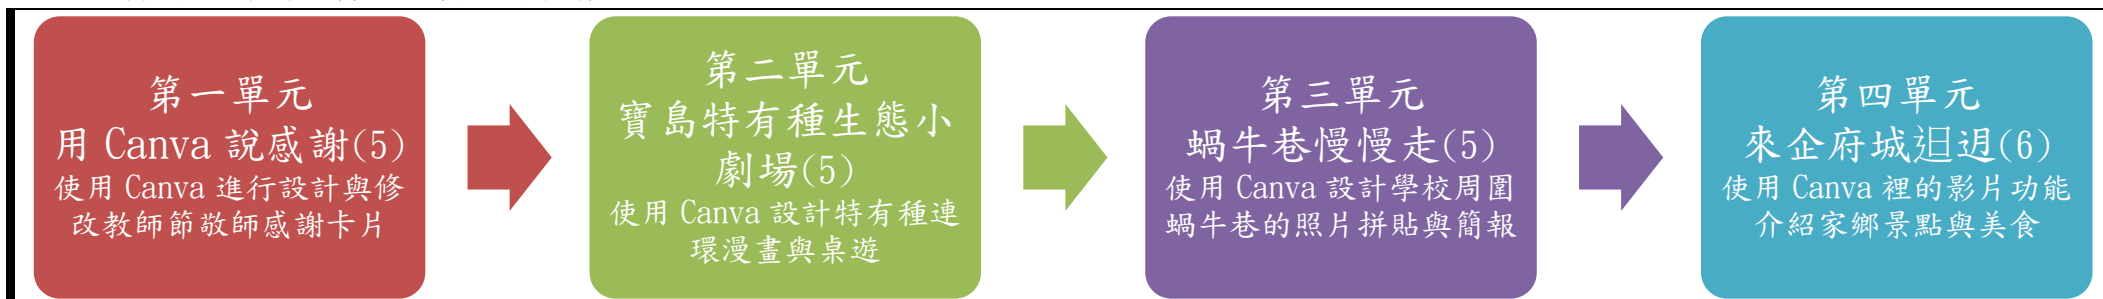 第一單元
用 Canva 說感謝(5)
使用 Canva 進行設計與修
改教師節敬師感謝卡片
第二單元
寶島特有種生態小
劇場(5)
使用 Canva 設計特有種連
環漫畫與桌遊
第三單元
蝸牛巷慢慢走(5)
使用 Canva 設計學校周圍
蝸牛巷的照片拼貼與簡報
第四單元
來企府城迌迌(6)
使用 Canva 裡的影片功能
介紹家鄉景點與美食